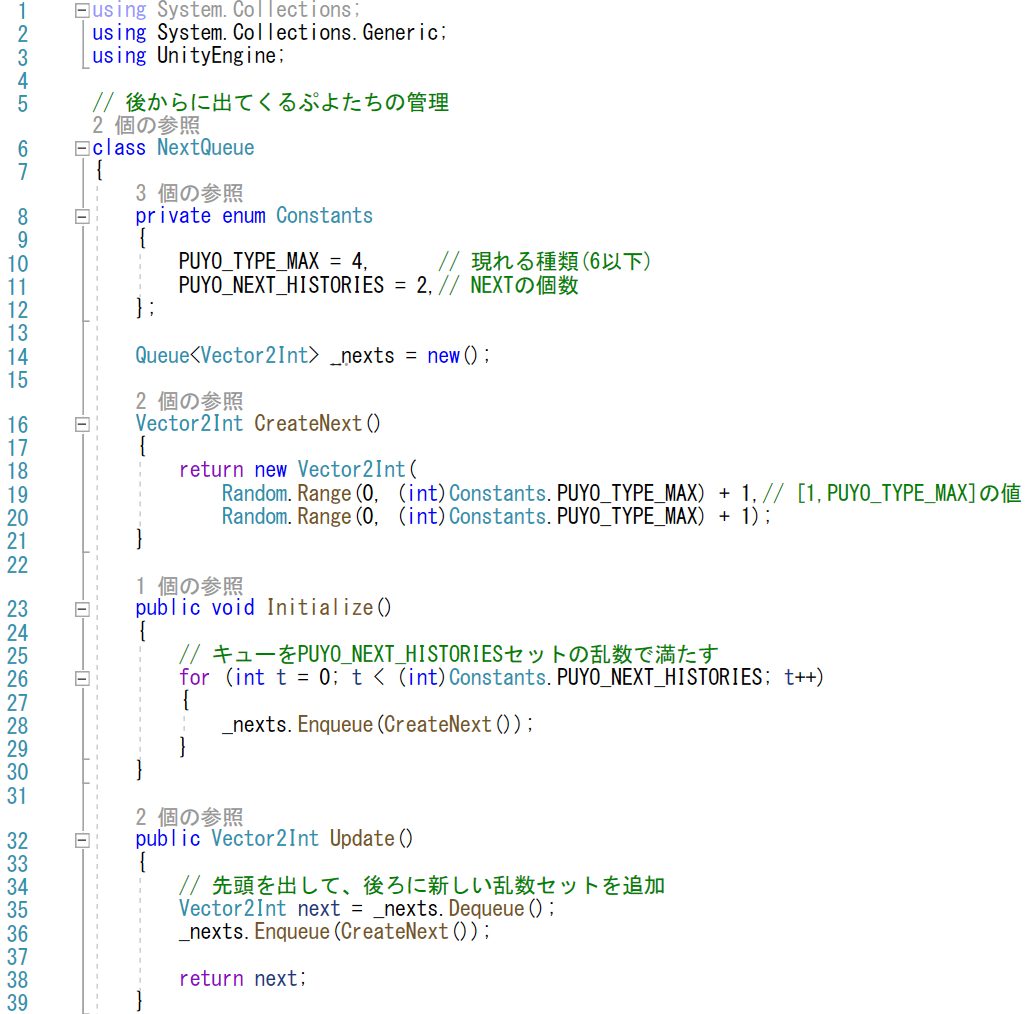 1 using System.Collections;
2 using System.Collections.Generic;
3 using UnityEngine;
4
5 // 後からに出てくるぷよたちの管理
2 個の参照
6 class NextQueue
7 {
3 個の参照
8 private enum Constants
9 {
10 PUYO_TYPE_MAX = 4, // 現れる種類(6以下)
11 PUYO_NEXT_HISTORIES = 2,// NEXTの個数
12 };
13
14 Queue<Vector2Int> _nexts = new();
15
2 個の参照
16 Vector2Int CreateNext()
17 {
18 return new Vector2Int(
19 Random.Range(0, (int)Constants.PUYO_TYPE_MAX) + 1,// [1,PUYO_TYPE_MAX]の値
20 Random.Range(0, (int)Constants.PUYO_TYPE_MAX) + 1);
21 }
22
1 個の参照
23 public void Initialize()
24 {
25 // キューをPUYO_NEXT_HISTORIESセットの乱数で満たす
26 for (int t = 0; t < (int)Constants.PUYO_NEXT_HISTORIES; t++)
27 {
28 _nexts.Enqueue(CreateNext());
29 }
30 }
31
2 個の参照
32 public Vector2Int Update()
33 {
34 // 先頭を出して、後ろに新しい乱数セットを追加
35 Vector2Int next = _nexts.Dequeue();
36 _nexts.Enqueue(CreateNext());
37
38 return next;
39 }